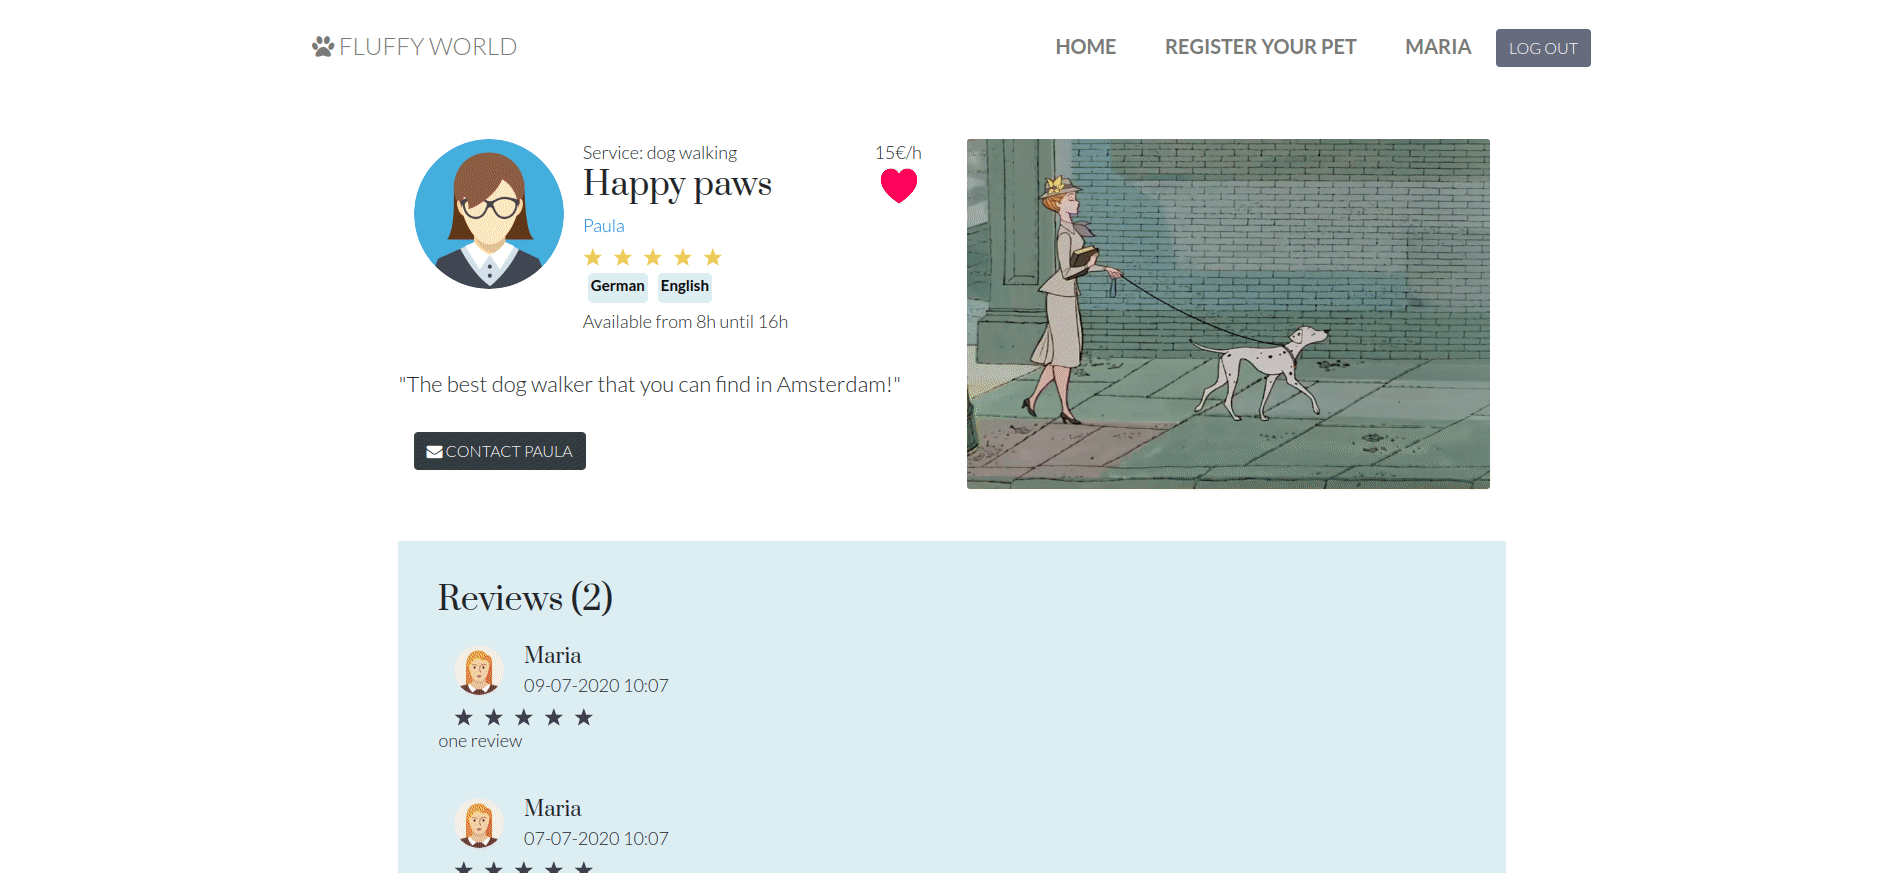 FLUFFY WORLD
HOME
REGISTER YOUR PET
MARIA
LOG OUT
Service: dog walking
15€/h
Happy paws
Paula
German
English
Available from 8h until 16h
"The best dog walker that you can find in Amsterdam!"
CONTACT PAULA
Reviews (2)
Maria
09-07-2020 10:07
one review
Maria
07-07-2020 10:07